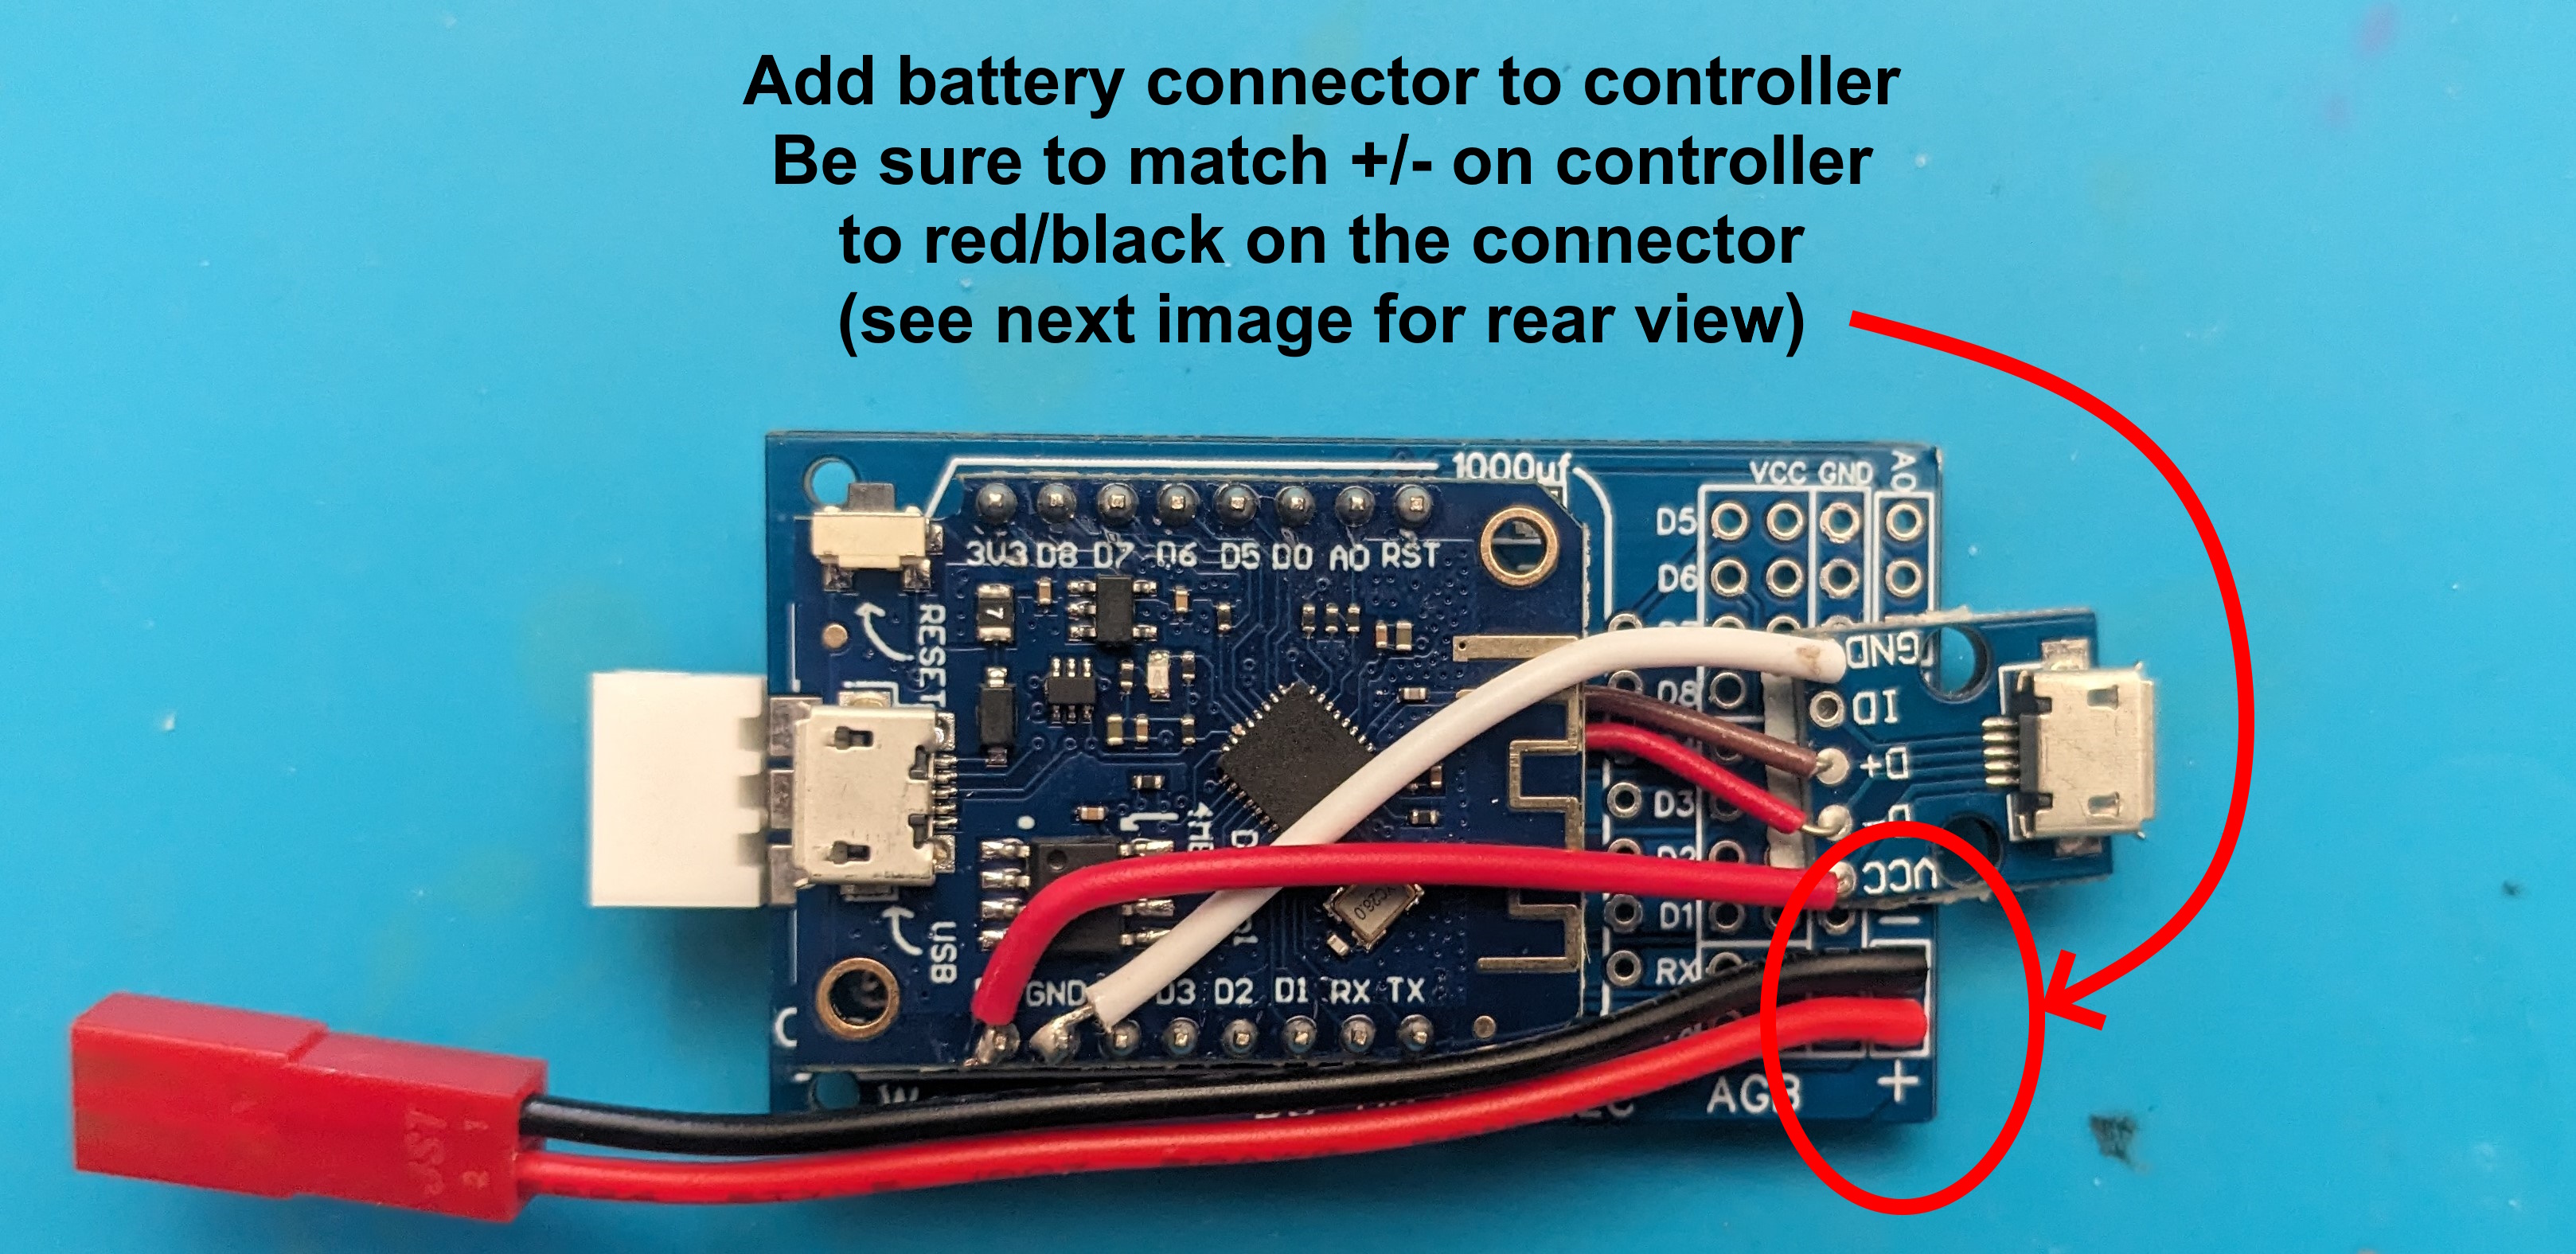 Add battery connector to controller
Be sure to match +/- on controller
to red/black on the connector
(see next image for rear view)
1000uf
VCC GND
A0
D5
D6
3V3 D8 D7 D6 D5 D0 A0 RST
RESET
GND
ID
D8
D+
D3
D2
VCC
D1
USB
RX
GND D3 D2 D1 RX TX
AGB
+